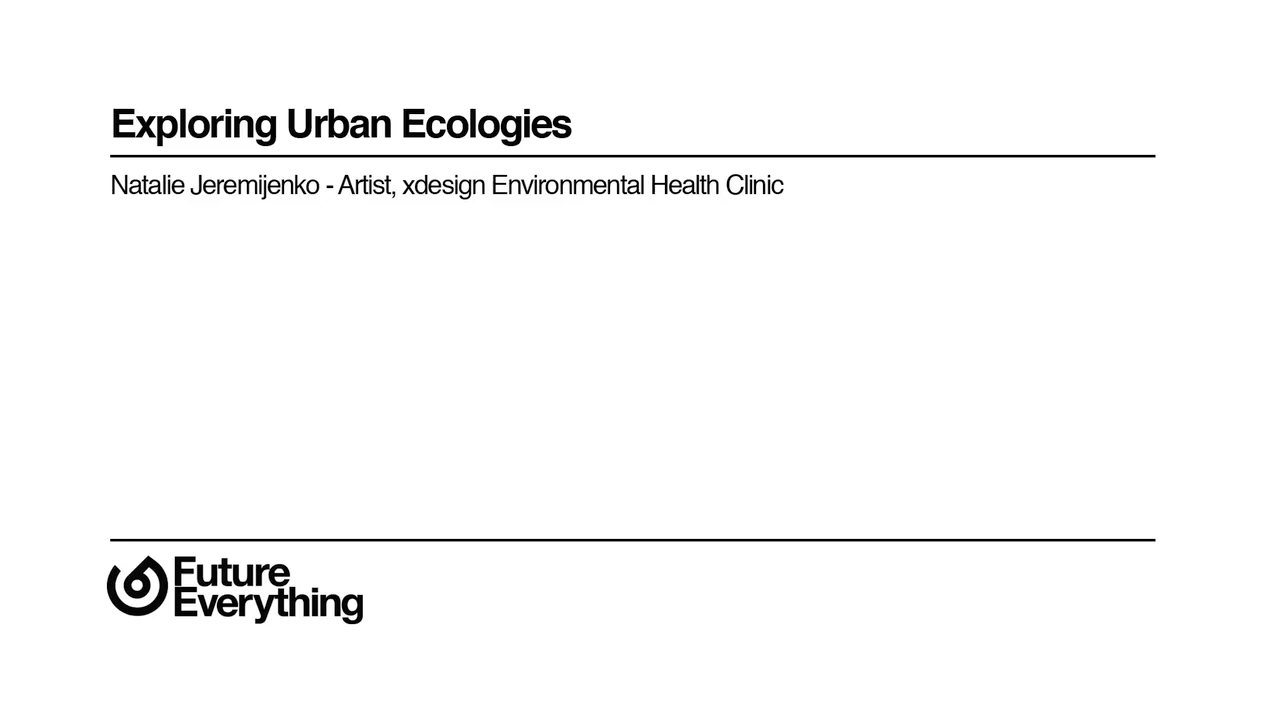 Exploring Urban Ecologies
Natalie Jeremijenko - Artist, xdesign Environmental Health Clinic
Future
Everything